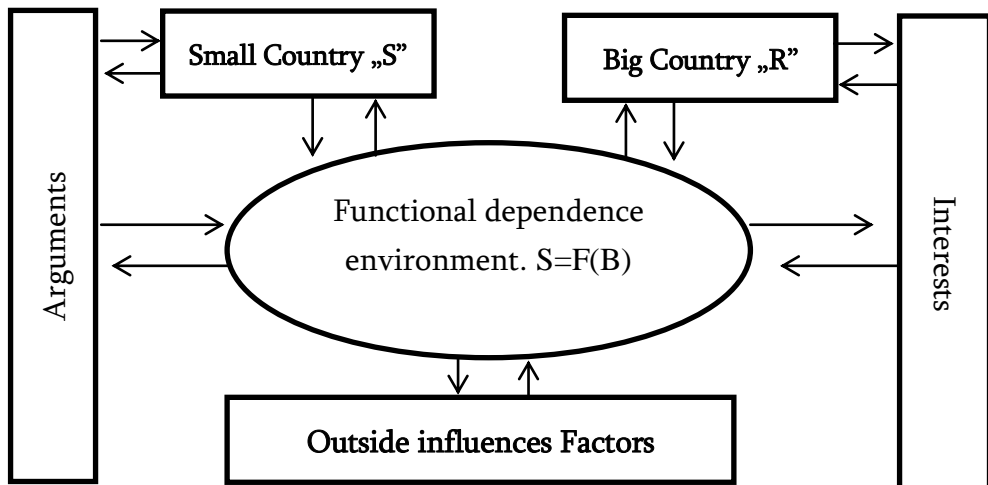 Small Country „S”
Big Country „R”
Arguments
Functional dependence
environment. S=F(B)
Interests
Outside influences Factors